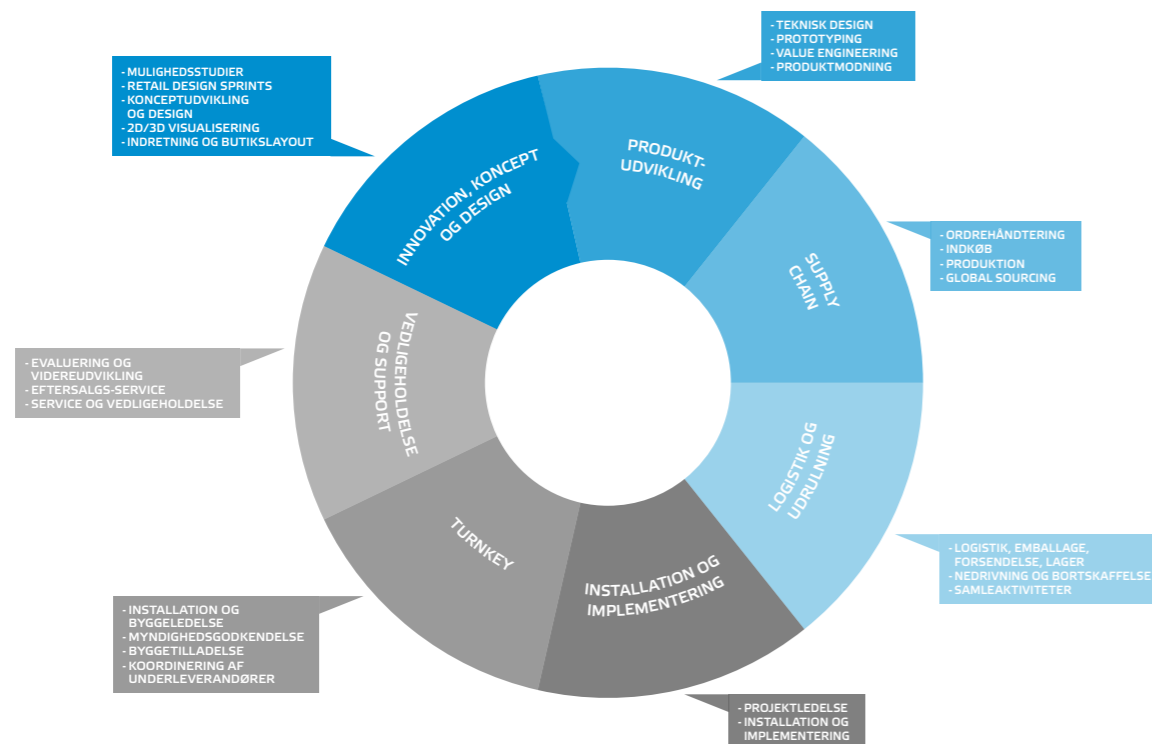 - MULIGHEDSSTUDIER
- RETAIL DESIGN SPRINTS
- KONCEPTUDVIKLING
OG DESIGN
- 2D/3D VISUALISERING
- INDRETNING OG BUTIKSLAYOUT
INNOVATION, KONCEPT
OG DESIGN
- TEKNISK DESIGN
- PROTOTYPING
- VALUE ENGINEERING
- PRODUKTMODNING
PRODUKT-
UDVIKLING
- ORDREHÅNDTERING
- INDKØB
- PRODUKTION
- GLOBAL SOURCING
SUPPLY
CHAIN
- LOGISTIK, EMBALLAGE,
FORSENDELSE, LAGER
- NEDRIVNING OG BORTSKAFFELSE
- SAMLEAKTIVITETER
LOGISTIK OG
UDRULNING
- PROJEKTLEDELSE
- INSTALLATION OG
IMPLEMENTERING
INSTALLATION OG
IMPLEMENTERING
- INSTALLATION OG
BYGGELEDELSE
- MYNDIGHEDSGODKENDELSE
- BYGGETILLADELSE
- KOORDINERING AF
UNDERLEVERANDØRER
TURNKEY
- EVALUERING OG
VIDEREUDVIKLING
- EFTERSALGS-SERVICE
- SERVICE OG VEDLIGEHOLDELSE
VEDLIGEHOLDELSE
OG SUPPORT